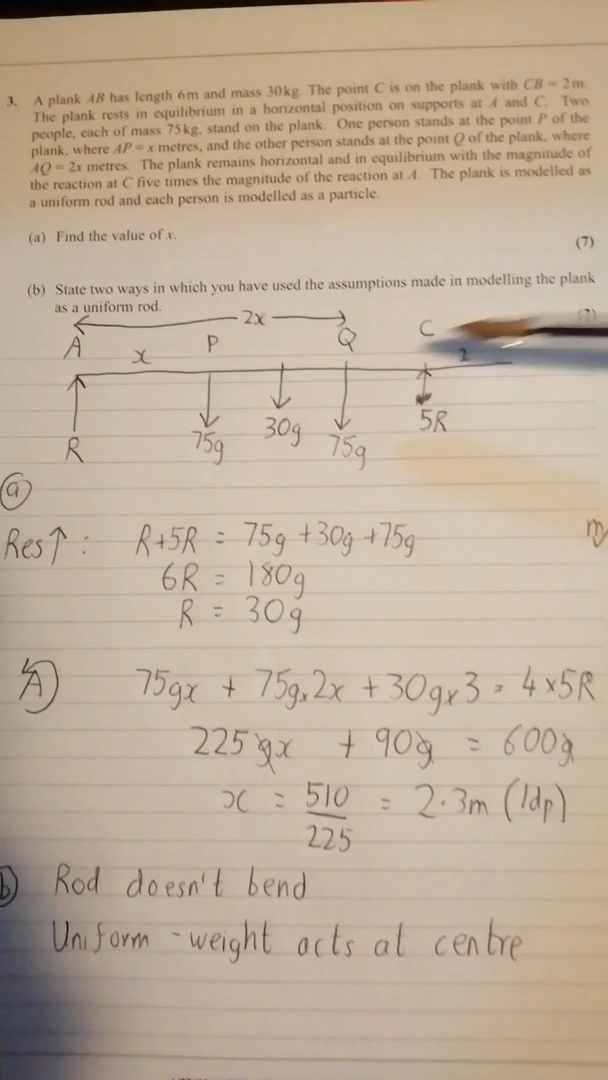 3. A plank AB has length 6m and mass 30kg. The point C is on the plank with CB = 2m.
The plank rests in equilibrium in a horizontal position on supports at A and C. Two
people, each of mass 75kg, stand on the plank. One person stands at the point P of the
plank, where AP = x metres, and the other person stands at the point Q of the plank, where
AQ = 2x metres. The plank remains horizontal and in equilibrium with the magnitude of
the reaction at C five times the magnitude of the reaction at A. The plank is modelled as
a uniform rod and each person is modelled as a particle.
(a) Find the value of x.
(7)
(b) State two ways in which you have used the assumptions made in modelling the plank
as a uniform rod.
(2)
2x
A x P Q C 2
R 75g 30g 75g 5R
a
Res↑: R+5R = 75g +30g +75g
6R = 180g
R = 30g
A 75gx + 75g×2x + 30g×3 = 4×5R
225gx + 90g = 600g
x = 510/225 = 2.3m (1dp)
b) Rod doesn't bend
Uniform - weight acts at centre